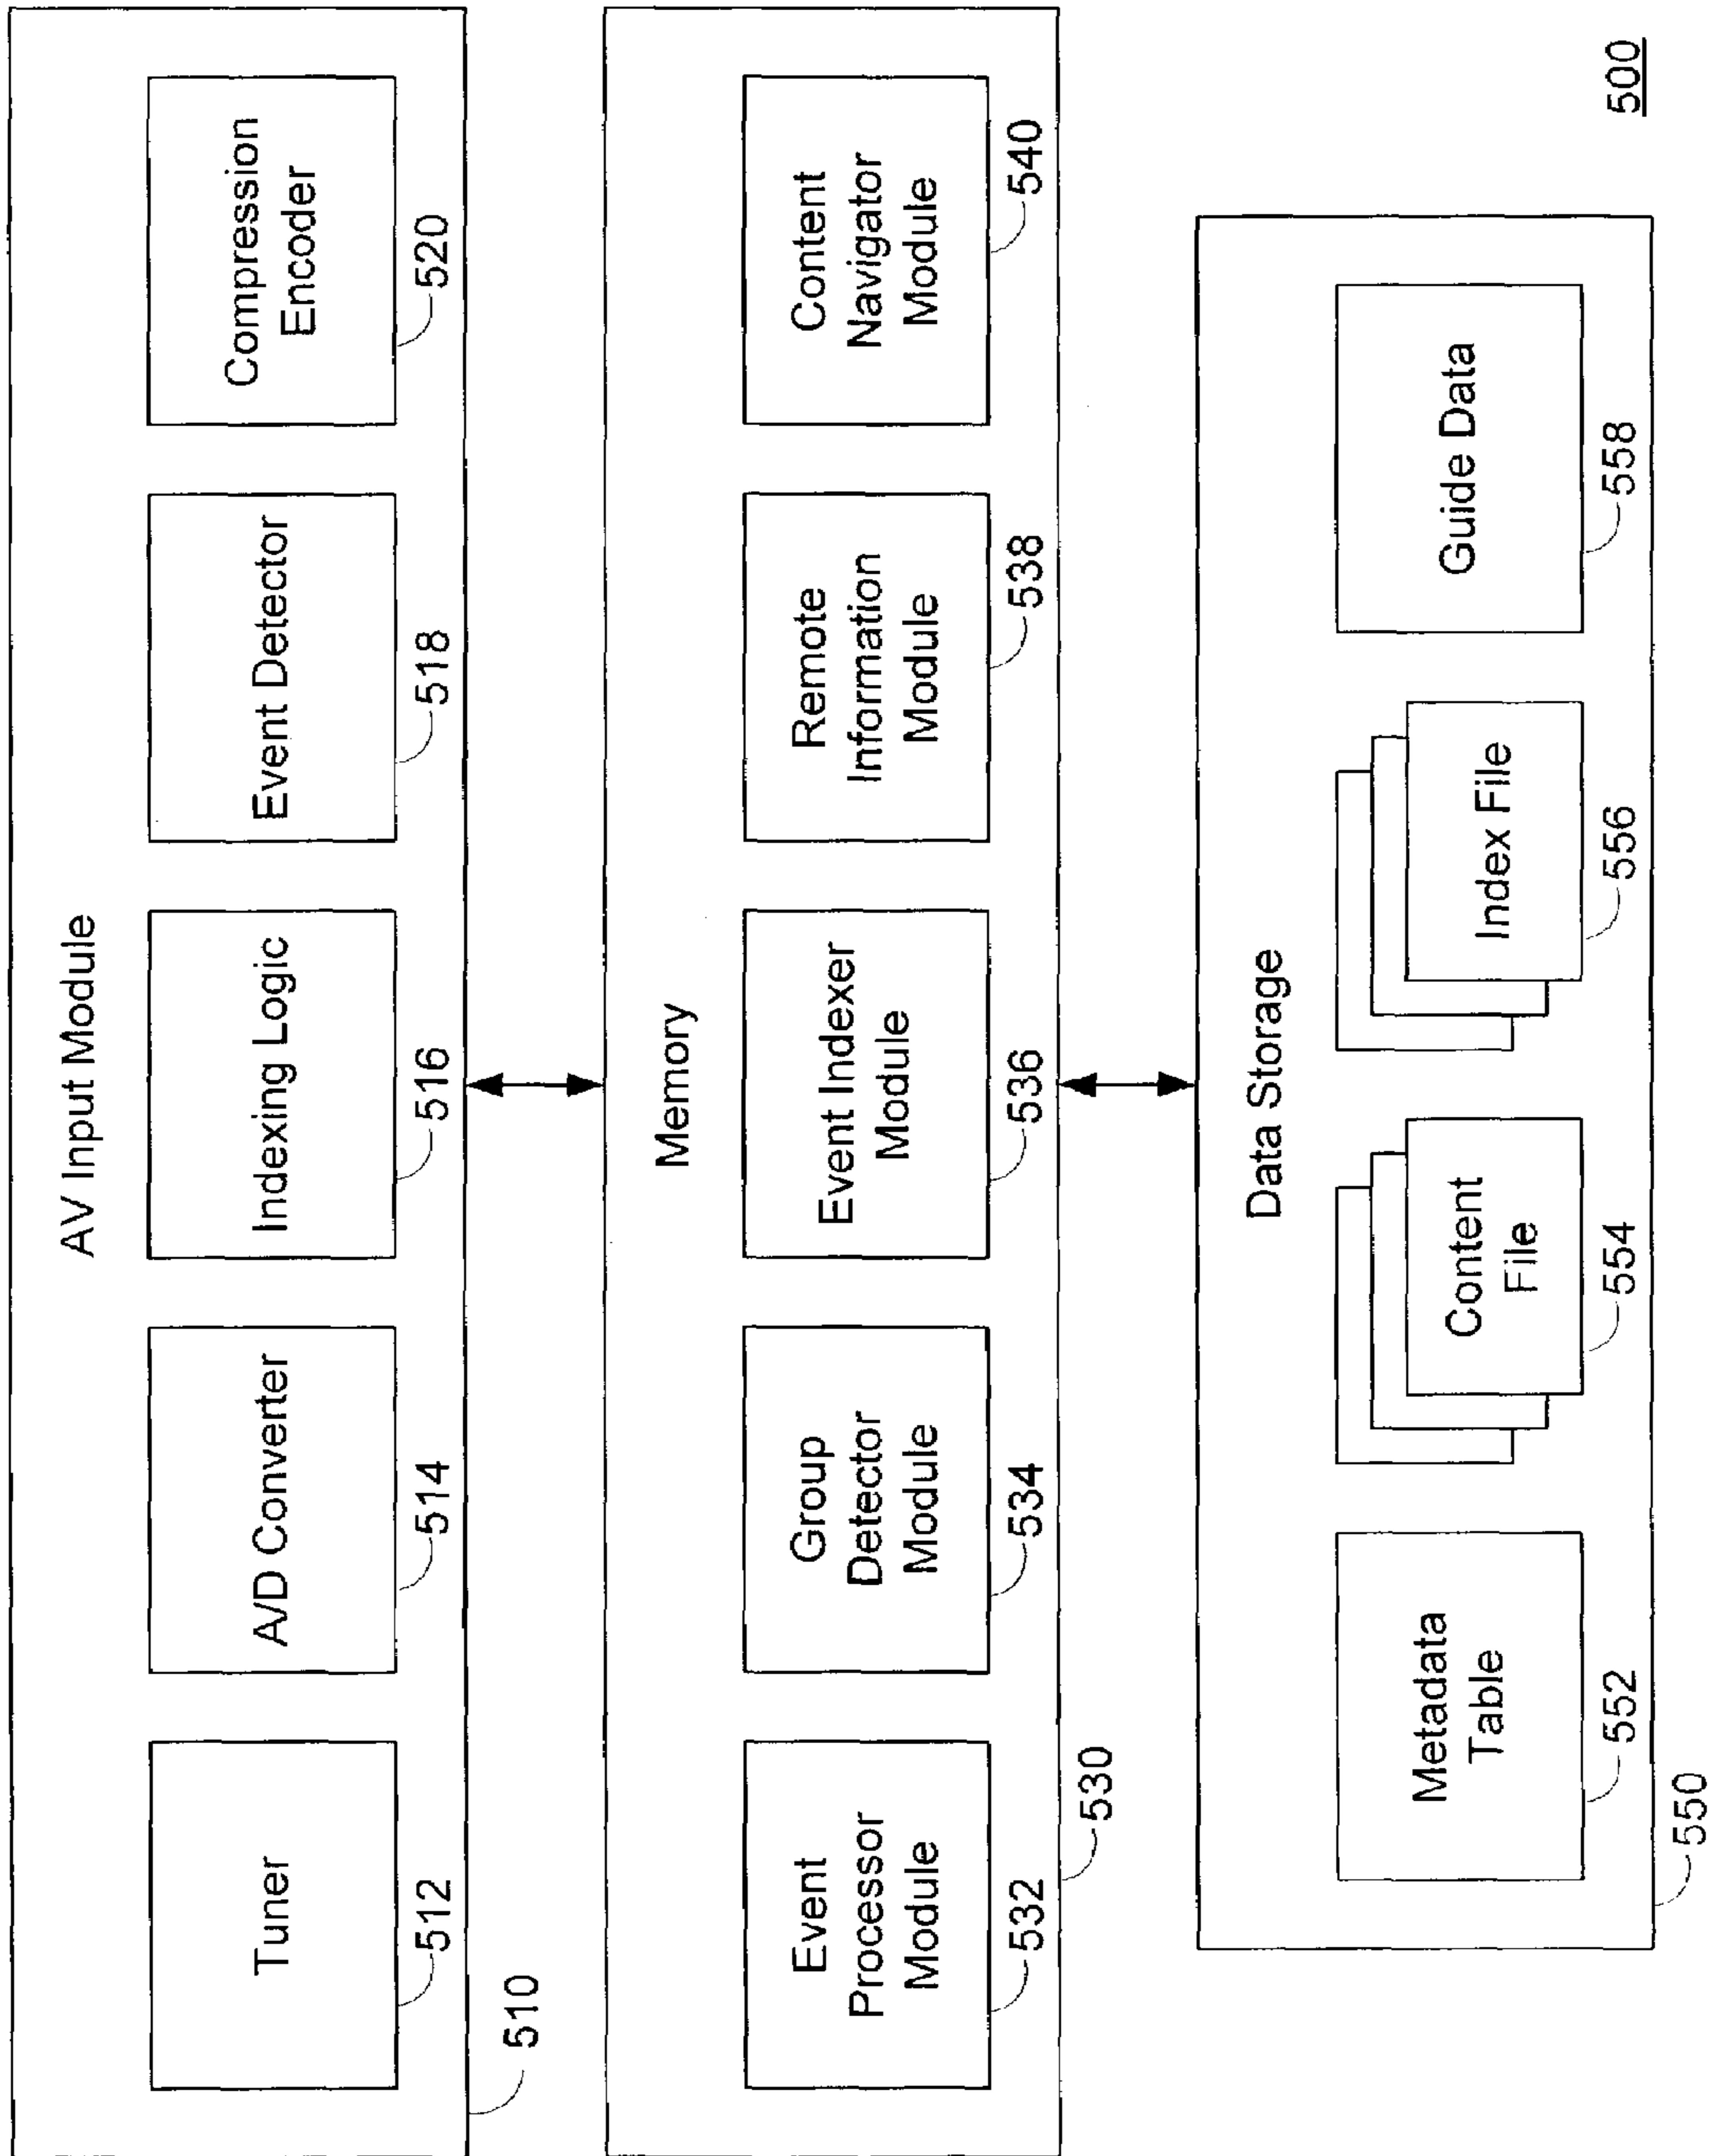 AV Input Module
Tuner
512
A/D Converter
514
Indexing Logic
516
Event Detector
518
Compression
Encoder
520
510
Memory
Event
Processor
Module
532
Group
Detector
Module
534
Event Indexer
Module
536
Remote
Information
Module
538
Content
Navigator
Module
540
530
Data Storage
Metadata
Table
552
Content
File
554
Index File
556
Guide Data
558
550
500